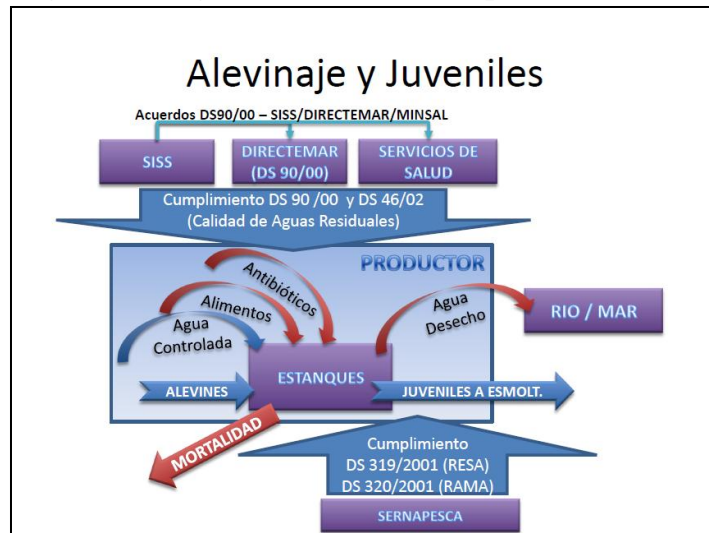 Alevinaje y Juveniles
Acuerdos DS90/00 – SISS/DIRECTEMAR/MINSAL
SISS
DIRECTEMAR
(DS 90/00)
SERVICIOS DE
SALUD
Cumplimiento DS 90 /00 y DS 46/02
(Calidad de Aguas Residuales)
PRODUCTOR
Antibióticos
Alimentos
Agua
Controlada
Agua
Desecho
RIO / MAR
ESTANQUES
ALEVINES
JUVENILES A ESMOLT.
MORTALIDAD
Cumplimiento
DS 319/2001 (RESA)
DS 320/2001 (RAMA)
SERNAPESCA